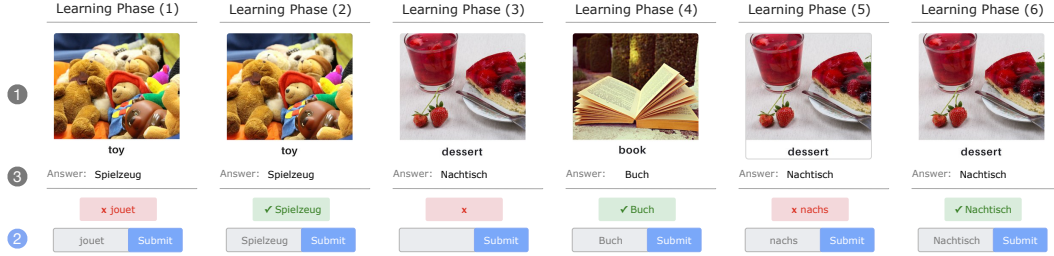 Learning Phase (1)
Learning Phase (2)
Learning Phase (3)
Learning Phase (4)
Learning Phase (5)
Learning Phase (6)
1
toy
toy
dessert
book
dessert
dessert
3
Answer: Spielzeug
Answer: Spielzeug
Answer: Nachtisch
Answer: Buch
Answer: Nachtisch
Answer: Nachtisch
x jouet
✓ Spielzeug
x
✓ Buch
x nachs
✓ Nachtisch
2
jouet Submit
Spielzeug Submit
Submit
Buch Submit
nachs Submit
Nachtisch Submit